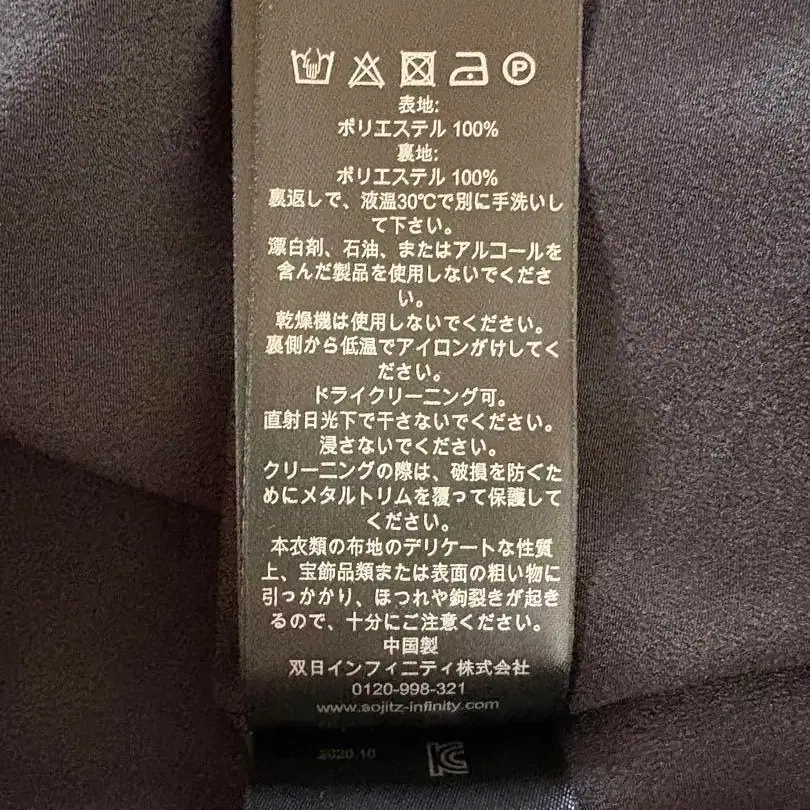 P
表地:
ポリエステル 100%
裏地:
ポリエステル 100%
裏返しで、液温30℃で別に手洗いし
て下さい。
漂白剤、石油、またはアルコールを
含んだ製品を使用しないでくださ
い。
乾燥機は使用しないでください。
裏側から低温でアイロンがけしてく
ださい。
ドライクリーニング可。
直射日光下で干さないでください。
浸さないでください。
クリーニングの際は、破損を防ぐた
めにメタルトリムを覆って保護して
ください。
本衣類の布地のデリケートな性質
上、宝飾品類または表面の粗い物に
引っかかり、ほつれや鉤裂きが起き
るので、十分にご注意ください。
中国製
双日インフィニティ株式会社
0120-998-321
www.sojitz-infinity.com
2020.10